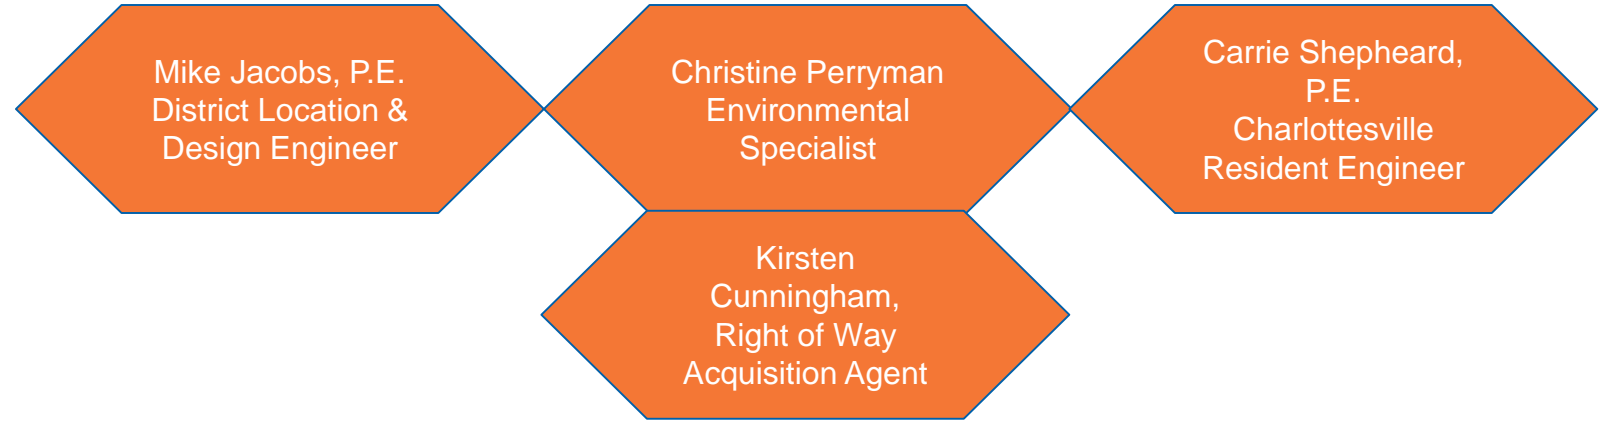 Mike Jacobs, P.E.
District Location &
Design Engineer
Christine Perryman
Environmental
Specialist
Carrie Shepheard,
P.E.
Charlottesville
Resident Engineer
Kirsten
Cunningham,
Right of Way
Acquisition Agent